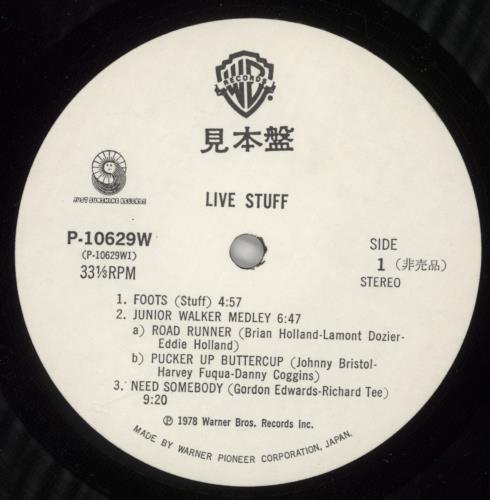 WB
RECORDS
見本盤
JUST SUNSHINE RECORDS
LIVE STUFF
P-10629W
(P-10629W1)
33⅓RPM
SIDE
1 (非売品)
STEREO
1. FOOTS (Stuff) 4:57
2. JUNIOR WALKER MEDLEY 6:47
a) ROAD RUNNER (Brian Holland-Lamont Dozier-
Eddie Holland)
b) PUCKER UP BUTTERCUP (Johnny Bristol-
Harvey Fuqua-Danny Coggins)
3. NEED SOMEBODY (Gordon Edwards-Richard Tee)
9:20
℗ 1978 Warner Bros. Records Inc.
MADE BY WARNER PIONEER CORPORATION, JAPAN.